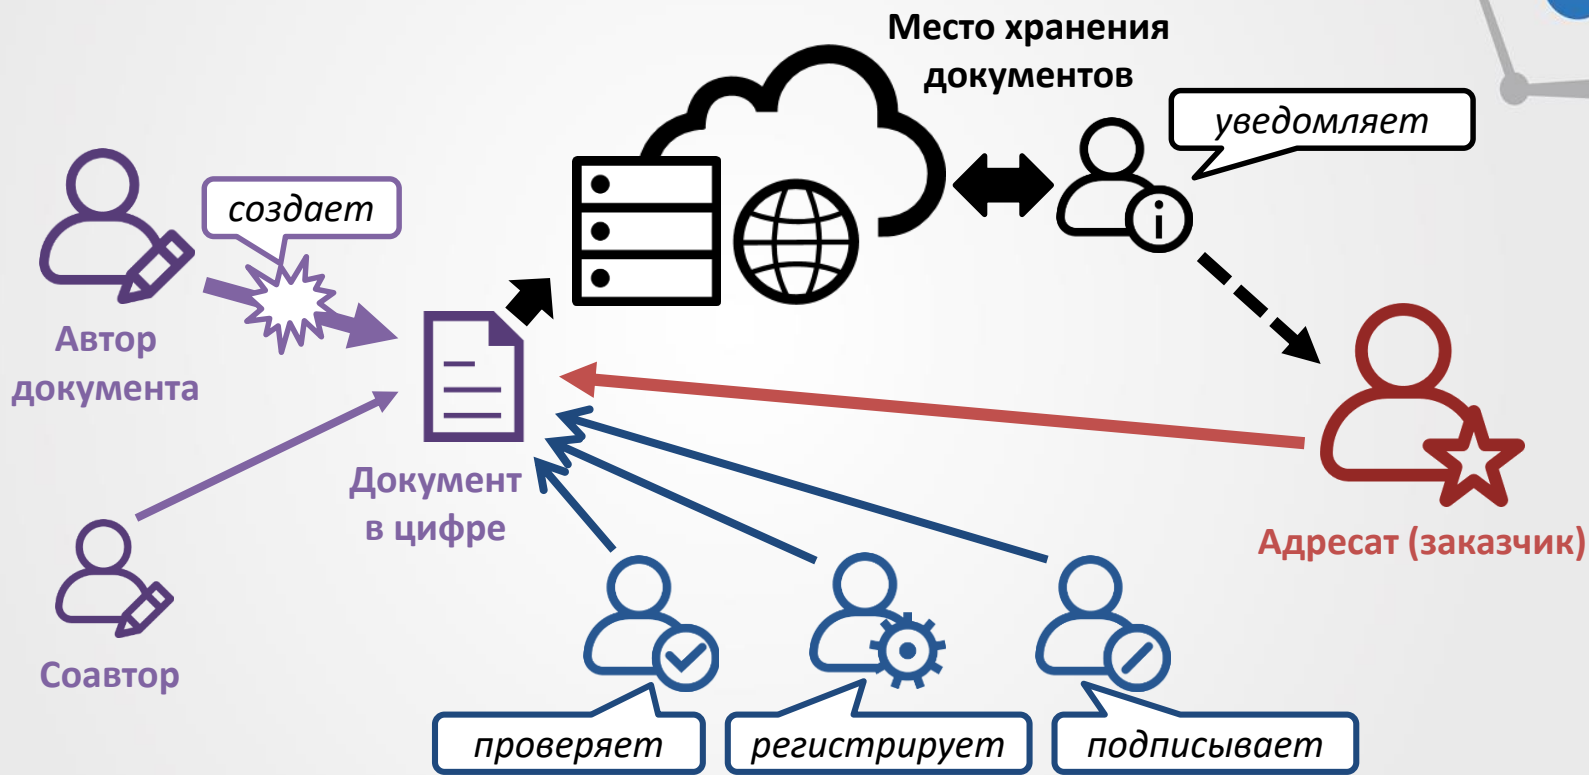 Место хранения
документов
уведомляет
создает
Автор
документа
Документ
в цифре
Адресат (заказчик)
Соавтор
проверяет
регистрирует
подписывает